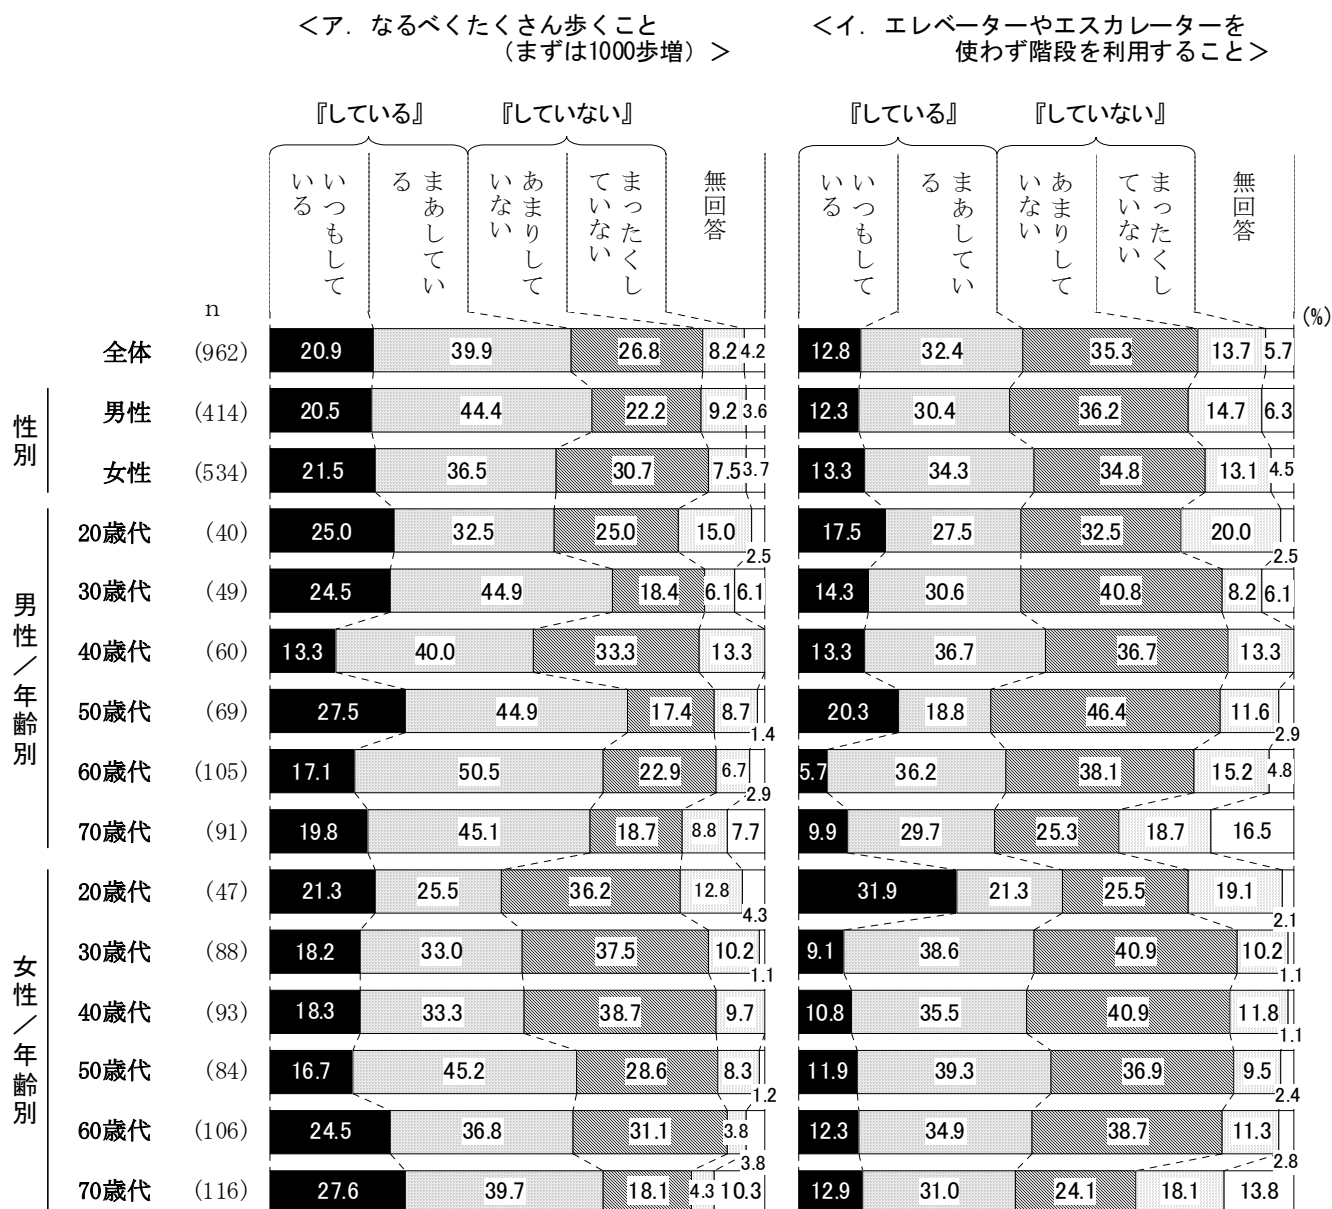 ＜ア．なるべくたくさん歩くこと
（まずは1000歩増）＞
＜イ．エレベーターやエスカレーターを
使わず階段を利用すること＞
『している』
『していない』
『している』
『していない』
いつもして
いる
まあしてい
る
あまりして
いない
まったくし
ていない
無回答
いつもして
いる
まあしてい
る
あまりして
いない
まったくし
ていない
無回答
n
(%)
全体 (962) 20.9 39.9 26.8 8.2 4.2 12.8 32.4 35.3 13.7 5.7
性別
男性 (414) 20.5 44.4 22.2 9.2 3.6 12.3 30.4 36.2 14.7 6.3
女性 (534) 21.5 36.5 30.7 7.5 3.7 13.3 34.3 34.8 13.1 4.5
男性／年齢別
20歳代 (40) 25.0 32.5 25.0 15.0 2.5 17.5 27.5 32.5 20.0 2.5
30歳代 (49) 24.5 44.9 18.4 6.1 6.1 14.3 30.6 40.8 8.2 6.1
40歳代 (60) 13.3 40.0 33.3 13.3 13.3 36.7 36.7 13.3
50歳代 (69) 27.5 44.9 17.4 8.7 1.4 20.3 18.8 46.4 11.6 2.9
60歳代 (105) 17.1 50.5 22.9 6.7 2.9 5.7 36.2 38.1 15.2 4.8
70歳代 (91) 19.8 45.1 18.7 8.8 7.7 9.9 29.7 25.3 18.7 16.5
女性／年齢別
20歳代 (47) 21.3 25.5 36.2 12.8 4.3 31.9 21.3 25.5 19.1 2.1
30歳代 (88) 18.2 33.0 37.5 10.2 1.1 9.1 38.6 40.9 10.2 1.1
40歳代 (93) 18.3 33.3 38.7 9.7 10.8 35.5 40.9 11.8 1.1
50歳代 (84) 16.7 45.2 28.6 8.3 1.2 11.9 39.3 36.9 9.5 2.4
60歳代 (106) 24.5 36.8 31.1 3.8 3.8 12.3 34.9 38.7 11.3 2.8
70歳代 (116) 27.6 39.7 18.1 4.3 10.3 12.9 31.0 24.1 18.1 13.8